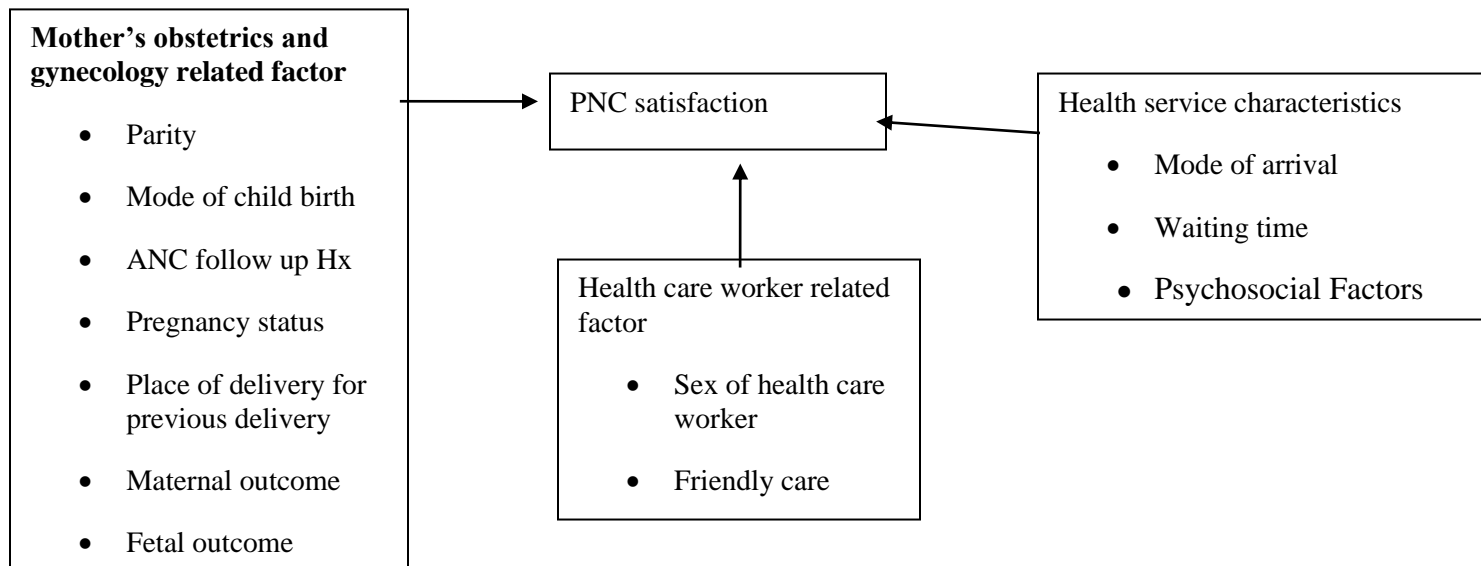 Mother’s obstetrics and
gynecology related factor
• Parity
• Mode of child birth
• ANC follow up Hx
• Pregnancy status
• Place of delivery for
previous delivery
• Maternal outcome
• Fetal outcome
PNC satisfaction
Health care worker related
factor
• Sex of health care
worker
• Friendly care
Health service characteristics
• Mode of arrival
• Waiting time
• Psychosocial Factors